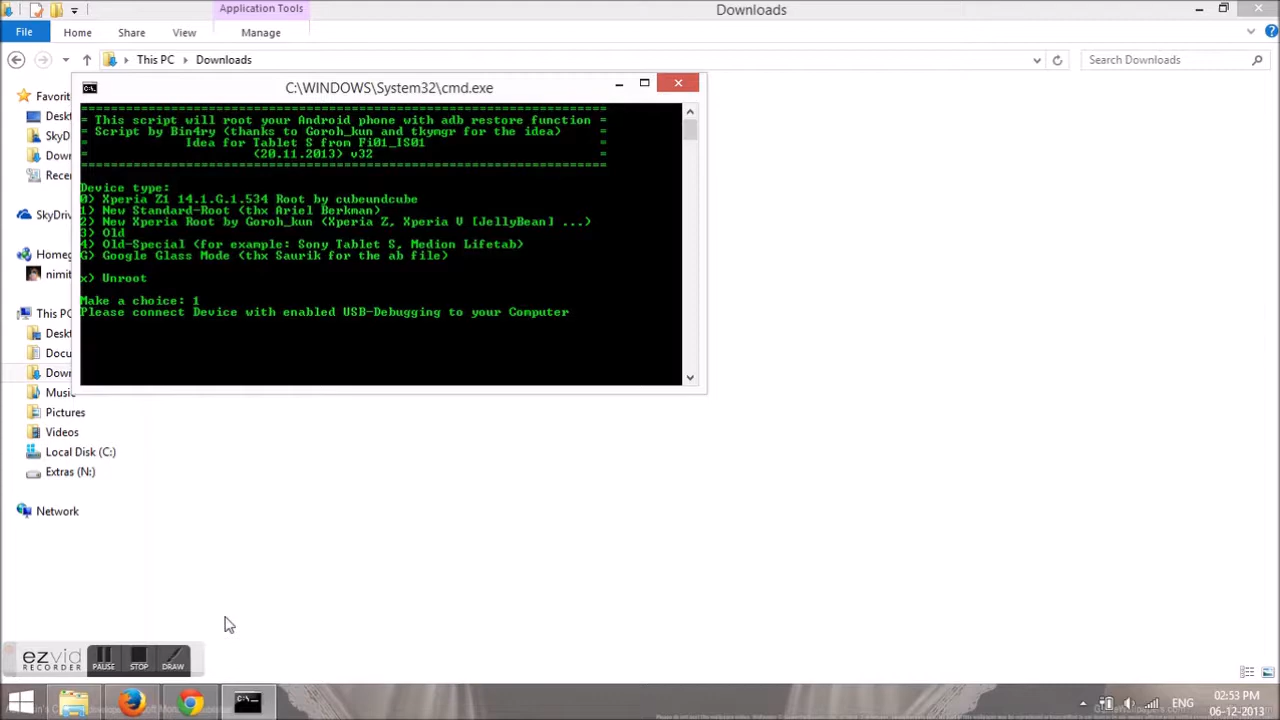 Application Tools
Downloads
File
Home
Share
View
Manage
This PC
Downloads
Search Downloads
C:\WINDOWS\System32\cmd.exe
Favorit
Deskt
SkyD
Down
Recen
SkyDriv
Homeg
nimit
This PC
Deskt
Docu
Down
Music
Pictures
Videos
Local Disk (C:)
Extras (N:)
Network
================================================================
= This script will root your Android phone with adb restore function =
= Script by Bin4ry (thanks to Goroh_kun and tkymgr for the idea) =
= Idea for Tablet S from Fi01_IS01 =
= (20.11.2013) v32 =
================================================================
Device type:
0) Xperia Z1 14.1.G.1.534 Root by cubeundcube
1) New Standard-Root (thx Ariel Berkman)
2) New Xperia Root by Goroh_kun (Xperia Z, Xperia V [JellyBean] ...)
3) Old
4) Old-Special (for example: Sony Tablet S, Medion Lifetab)
G) Google Glass Mode (thx Saurik for the ab file)
x) Unroot
Make a choice: 1
Please connect Device with enabled USB-Debugging to your Computer
ezvid
RECORDER
PAUSE
STOP
DRAW
ENG
02:53 PM
06-12-2013